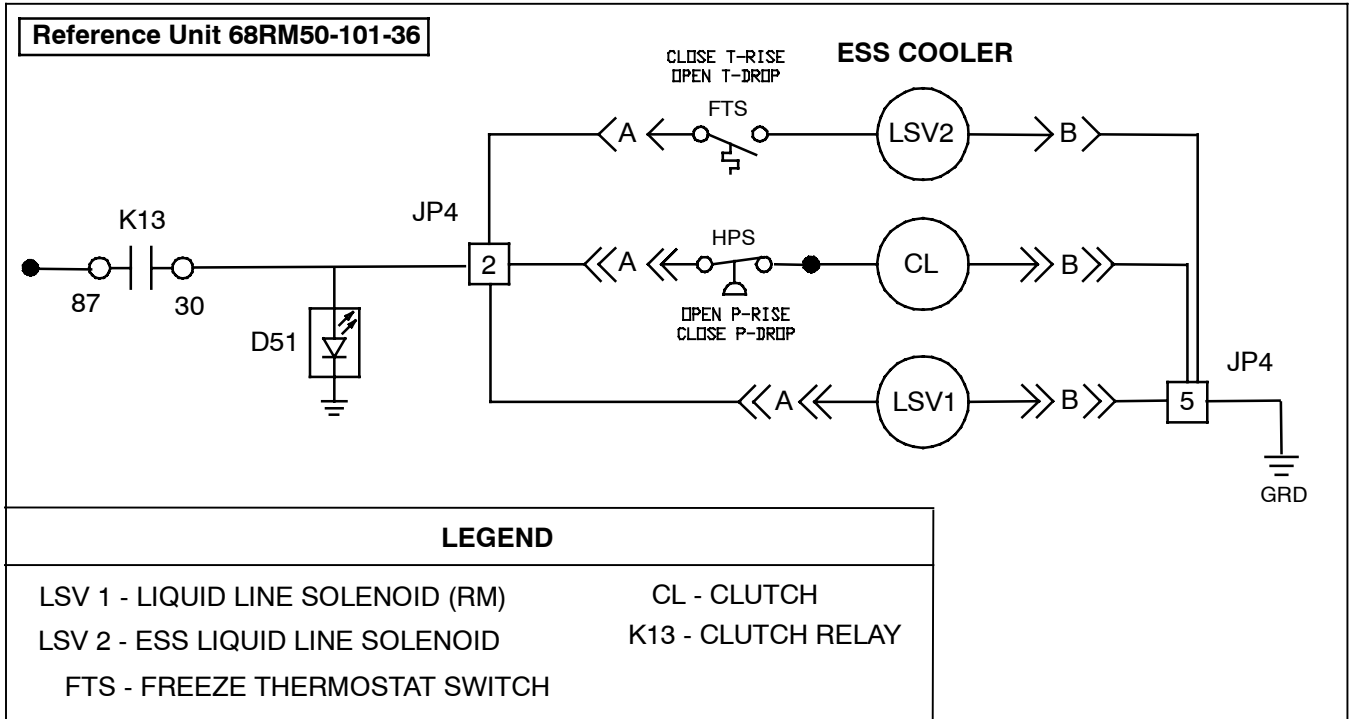 Reference Unit 68RM50-101-36
CLOSE T-RISE
OPEN T-DROP
ESS COOLER
FTS
A
LSV2
B
K13
JP4
HPS
2
A
CL
B
87
30
OPEN P-RISE
CLOSE P-DROP
D51
JP4
A
LSV1
B
5
GRD
LEGEND
LSV 1 - LIQUID LINE SOLENOID (RM)
CL - CLUTCH
LSV 2 - ESS LIQUID LINE SOLENOID
K13 - CLUTCH RELAY
FTS - FREEZE THERMOSTAT SWITCH